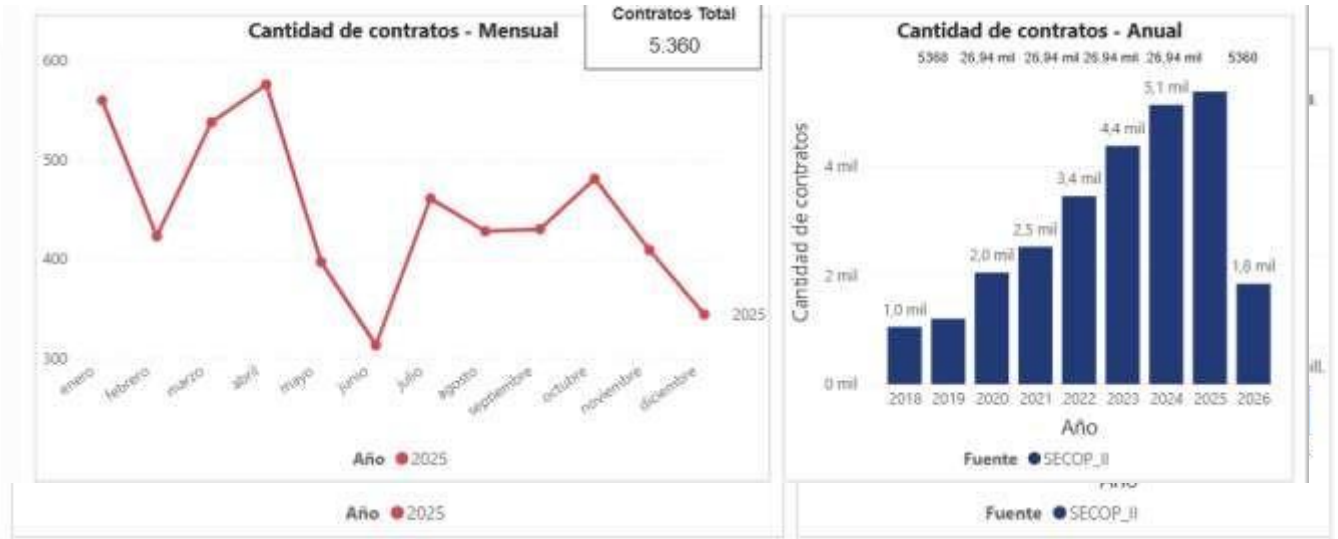 Cantidad de contratos - Mensual
Contratos Total
5.360
600
500
400
300
2025
enero
febrero
marzo
abril
mayo
junio
julio
agosto
septiembre
octubre
noviembre
diciembre
Año 2025
Año 2025
Cantidad de contratos - Anual
26,94 mil 26,94 mil 26,94 mil 26,94 mil
Cantidad de contratos
4 mil
2 mil
0 mil
1,0 mil
2,0 mil
2,5 mil
3,4 mil
4,4 mil
5,1 mil
1,8 mil
2018 2019 2020 2021 2022 2023 2024 2025 2026
Año
Fuente SECOP_II
Fuente SECOP_II